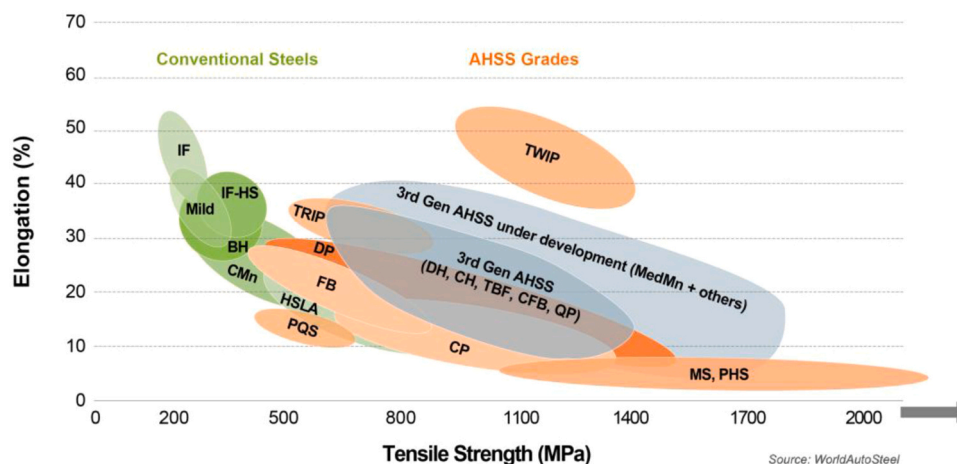 70
Conventional Steels
AHSS Grades
60
50
IF
TWIP
40
IF-HS
Mild
3rd Gen AHSS under development (MedMn + others)
TRIP
30
BH
DP
3rd Gen AHSS
(DH, CH, TBF, CFB, QP)
CMn
FB
20
HSLA
PQS
10
CP
MS, PHS
0
0 200 500 800 1100 1400 1700 2000
Elongation (%)
Tensile Strength (MPa)
Source: WorldAutoSteel